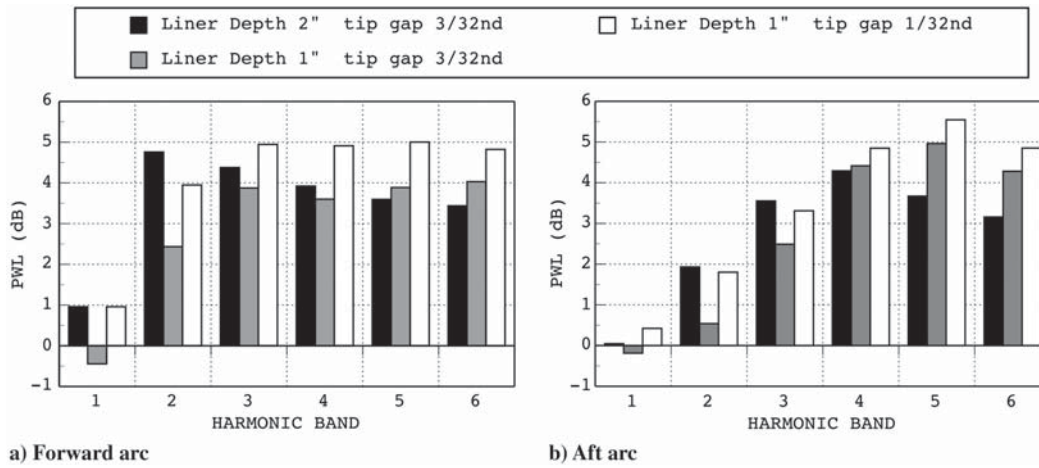 Liner Depth 2" tip gap 3/32nd
Liner Depth 1" tip gap 1/32nd
Liner Depth 1" tip gap 3/32nd
6
5
4
3
2
1
0
-1
PWL (dB)
1 2 3 4 5 6
HARMONIC BAND
a) Forward arc
6
5
4
3
2
1
0
-1
PWL (dB)
1 2 3 4 5 6
HARMONIC BAND
b) Aft arc